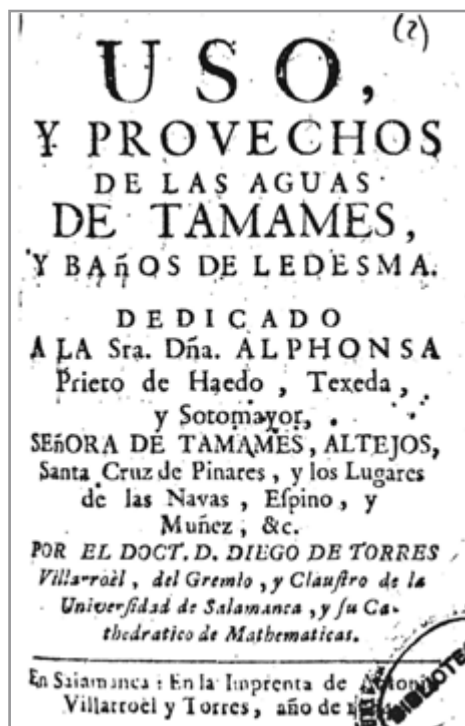 (2)
USO,
Y PROVECHOS
DE LAS AGUAS
DE TAMAMES,
Y BAÑOS DE LEDESMA.
DEDICADO
A LA Sra. Dña. ALPHONSA
Prieto de Haedo, Texeda,
y Sotomayor,
SEÑORA DE TAMAMES, ALTEJOS,
Santa Cruz de Pinares, y los Lugares
de las Navas, Eſpino, y
Muñez, &c.
POR EL DOCT. D. DIEGO DE TORRES
Villarroèl, del Gremio, y Clauſtro de la
Univerſidad de Salamanca, y ſu Ca-
thedratico de Mathematicas.
En Salamanca: En la Imprenta de Antonio
Villarroèl y Torres, año de
BIBLIOTE